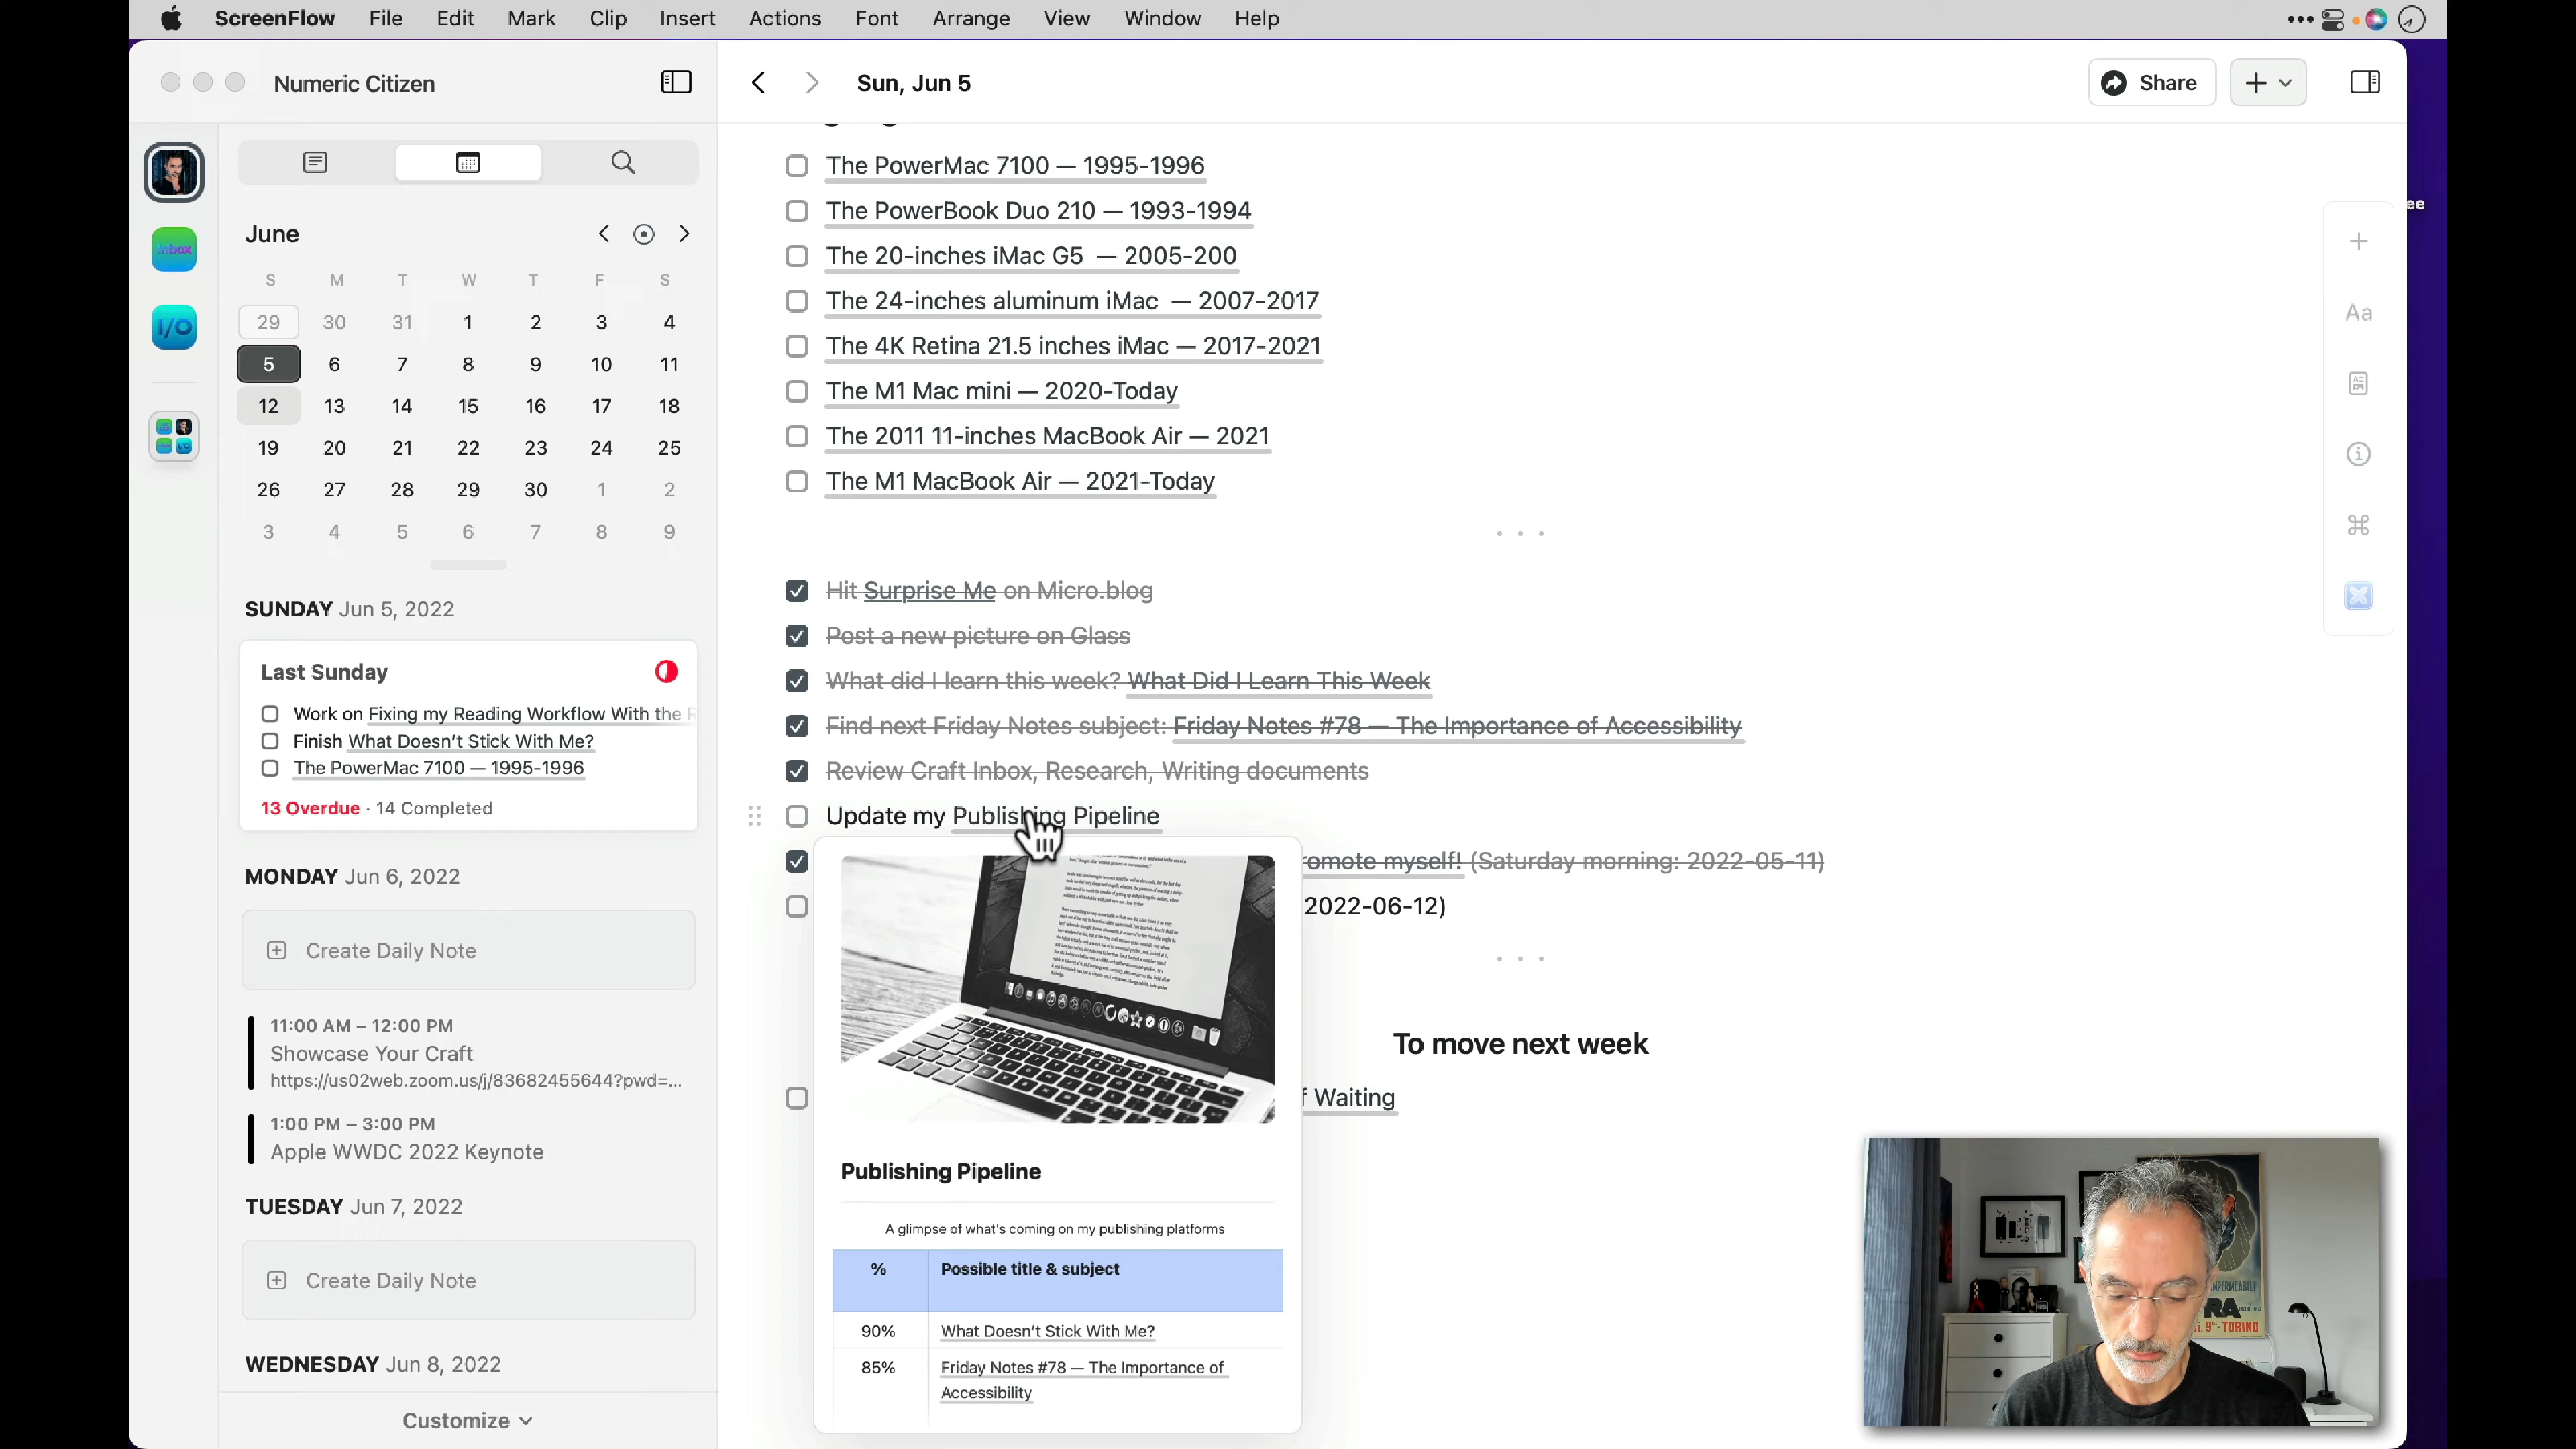 ScreenFlow File Edit Mark Clip Insert Actions Font Arrange View Window Help
Numeric Citizen
Sun, Jun 5
Share
ee
Inbox
I/O
June
S M T W T F S
29 30 31 1 2 3 4
5 6 7 8 9 10 11
12 13 14 15 16 17 18
19 20 21 22 23 24 25
26 27 28 29 30 1 2
3 4 5 6 7 8 9
SUNDAY Jun 5, 2022
Last Sunday
Work on Fixing my Reading Workflow With the R
Finish What Doesn't Stick With Me?
The PowerMac 7100 — 1995-1996
13 Overdue · 14 Completed
MONDAY Jun 6, 2022
Create Daily Note
11:00 AM – 12:00 PM
Showcase Your Craft
https://us02web.zoom.us/j/83682455644?pwd=...
1:00 PM – 3:00 PM
Apple WWDC 2022 Keynote
TUESDAY Jun 7, 2022
Create Daily Note
WEDNESDAY Jun 8, 2022
Customize
The PowerMac 7100 — 1995-1996
The PowerBook Duo 210 — 1993-1994
The 20-inches iMac G5 — 2005-200
The 24-inches aluminum iMac — 2007-2017
The 4K Retina 21.5 inches iMac — 2017-2021
The M1 Mac mini — 2020-Today
The 2011 11-inches MacBook Air — 2021
The M1 MacBook Air — 2021-Today
Hit Surprise Me on Micro.blog
Post a new picture on Glass
What did I learn this week? What Did I Learn This Week
Find next Friday Notes subject: Friday Notes #78 — The Importance of Accessibility
Review Craft Inbox, Research, Writing documents
Update my Publishing Pipeline
romote myself! (Saturday morning: 2022-05-11)
2022-06-12)
To move next week
f Waiting
Publishing Pipeline
A glimpse of what's coming on my publishing platforms
% Possible title & subject
90% What Doesn't Stick With Me?
85% Friday Notes #78 — The Importance of
Accessibility
Aa
IMPERMEABILI
RA
9 - TORINO